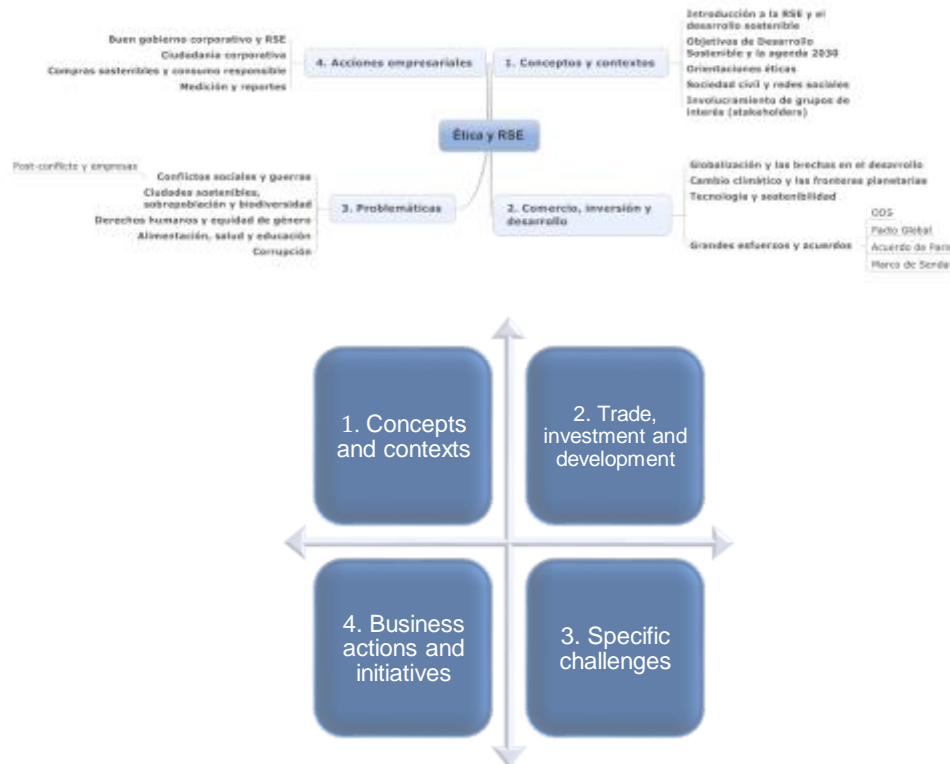 Buen gobierno corporativo y RSE
Ciudadanía corporativa
Compras sostenibles y consumo responsible
Medición y reportes
4. Acciones empresariales
1. Conceptos y contextos
Introducción a la RSE y el
desarrollo sostenible
Objetivos de Desarrollo
Sostenible y la agenda 2030
Orientaciones éticas
Sociedad civil y redes sociales
Involucramiento de grupos de
interés (stakeholders)
Ética y RSE
Post-conflicto y empresas
Conflictos sociales y guerras
Ciudades sostenibles,
sobrepoblación y biodiversidad
Derechos humanos y equidad de género
Alimentación, salud y educación
Corrupción
3. Problemáticas
2. Comercio, inversión y
desarrollo
Globalización y las brechas en el desarrollo
Cambio climático y las fronteras planetarias
Tecnología y sostenibilidad
Grandes esfuerzos y acuerdos
ODS
Pacto Global
Acuerdo de Paris
Marco de Sendai
1. Concepts
and contexts
2. Trade,
investment and
development
4. Business
actions and
initiatives
3. Specific
challenges